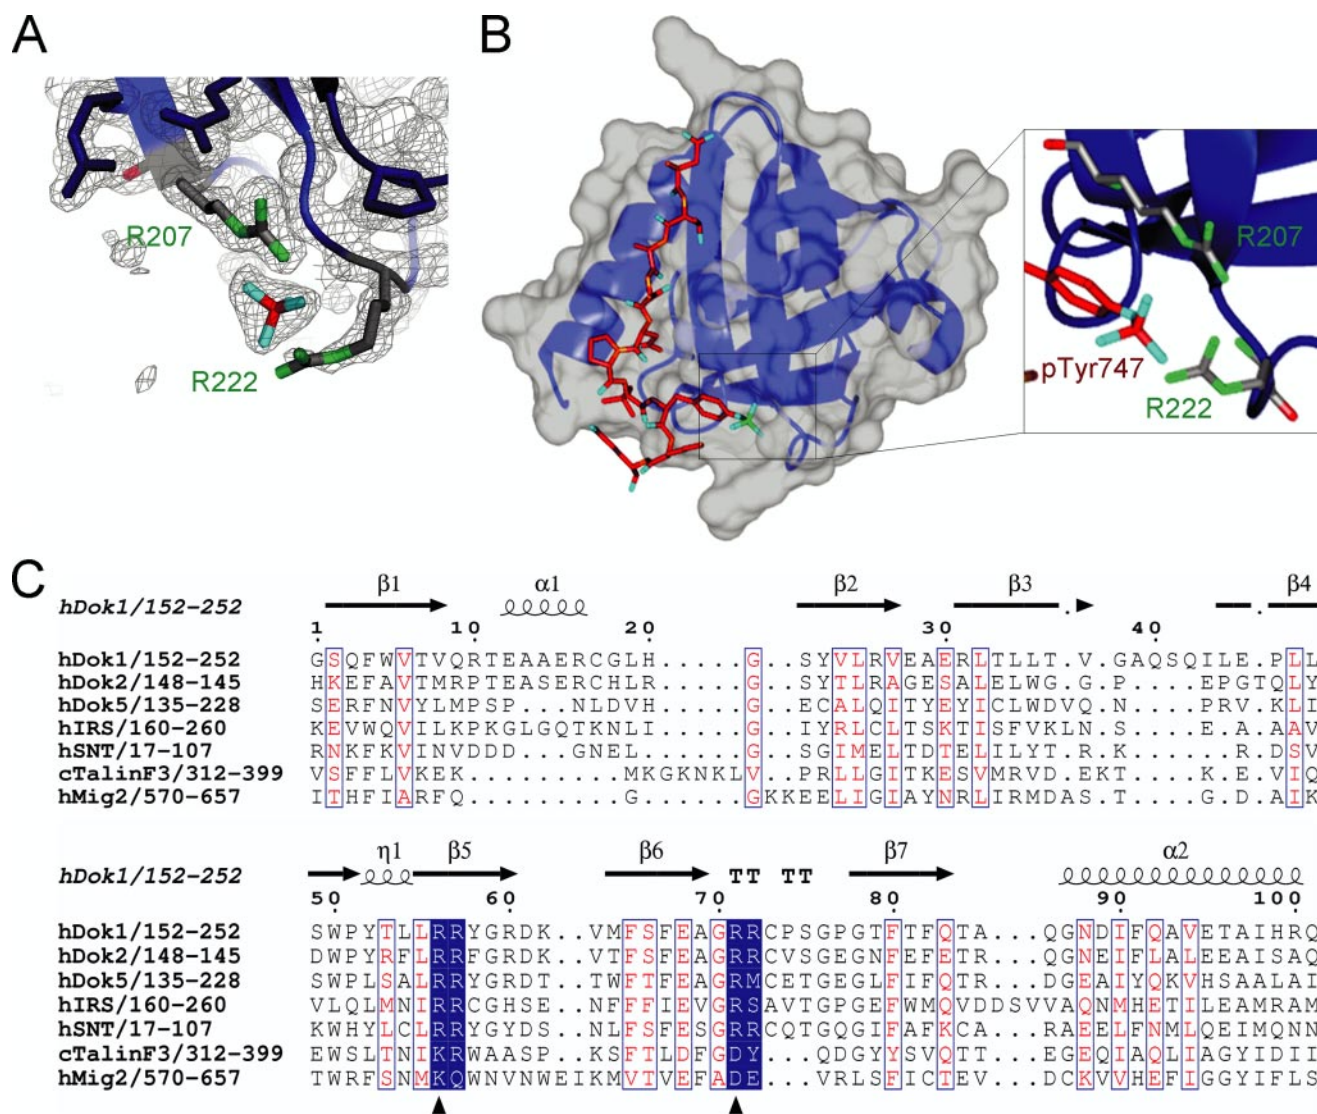 A
B
R207
R222
R207
pTyr747
R222
C
β1 α1 β2 β3 β4
hDok1/152-252
1 10 20 30 40
hDok1/152-252 GSQFWVTVQRTEAAERCGLH.....G..SYVLRVEAERLTLLT.V.GAQSQILE.PLL
hDok2/148-145 HKEFAVTMRPTEASERCHLR.....G..SYTLRAGESALELWG.G.P....EPGTQLY
hDok5/135-228 SERFNVYLMPSP...NLDVH.....G..ECALQITYEYICLWDVQ.N....PRV.KLI
hIRS/160-260 KEVWQVILKPKGLGQTKNLI.....G..IYRLCLTSKTISFVKLN.S....E.A.AAV
hSNT/17-107 RNKFKVINVDDD...GNEL......G..SGIMELTDTELILYT.R.K......R.DSV
cTalinF3/312-399 VSFFLVKEK.........MKGKNKLV..PRLLGITKESVMRVD.EKT....K.E.VIQ
hMig2/570-657 ITHFIARFQ.........G......GKKEELIGIAYNRLIRMDAS.T....G.D.AIK
η1 β5 β6 TT TT β7 α2
hDok1/152-252
50 60 70 80 90 100
hDok1/152-252 SWPYTLLRRYGRDK..VMFSFEAGRRCPSGPGTFTFQTA...QGNDIFQAVETAIHRQ
hDok2/148-145 DWPYRFLRRFGRDK..VTFSFEAGRRCVSGEGNFEFETR...QGNEIFLALEEAISAQ
hDok5/135-228 SWPLSALRRYGRDT..TWFTFEAGRMCETGEGLFIFQTR...DGEAIYQKVHSAALAI
hIRS/160-260 VLQLMNIRRCGHSE..NFFFIEVGRSAVTGPGEFWMQVDDSVVAQNMHETILEAMRAM
hSNT/17-107 KWHYLCLRRYGYDS..NLFSFESGRRCQTGQGIFAFKCA...RAEELFNMLQEIMQNN
cTalinF3/312-399 EWSLTNIKRWAASP..KSFTLDFGDY...QDGYYSVQTT...EGEQIAQLIAGYIDII
hMig2/570-657 TWRFSNMKQWNVNWEIKMVTVEFADE...VRLSFICTEV...DCKVVHEFIGGYIFLS